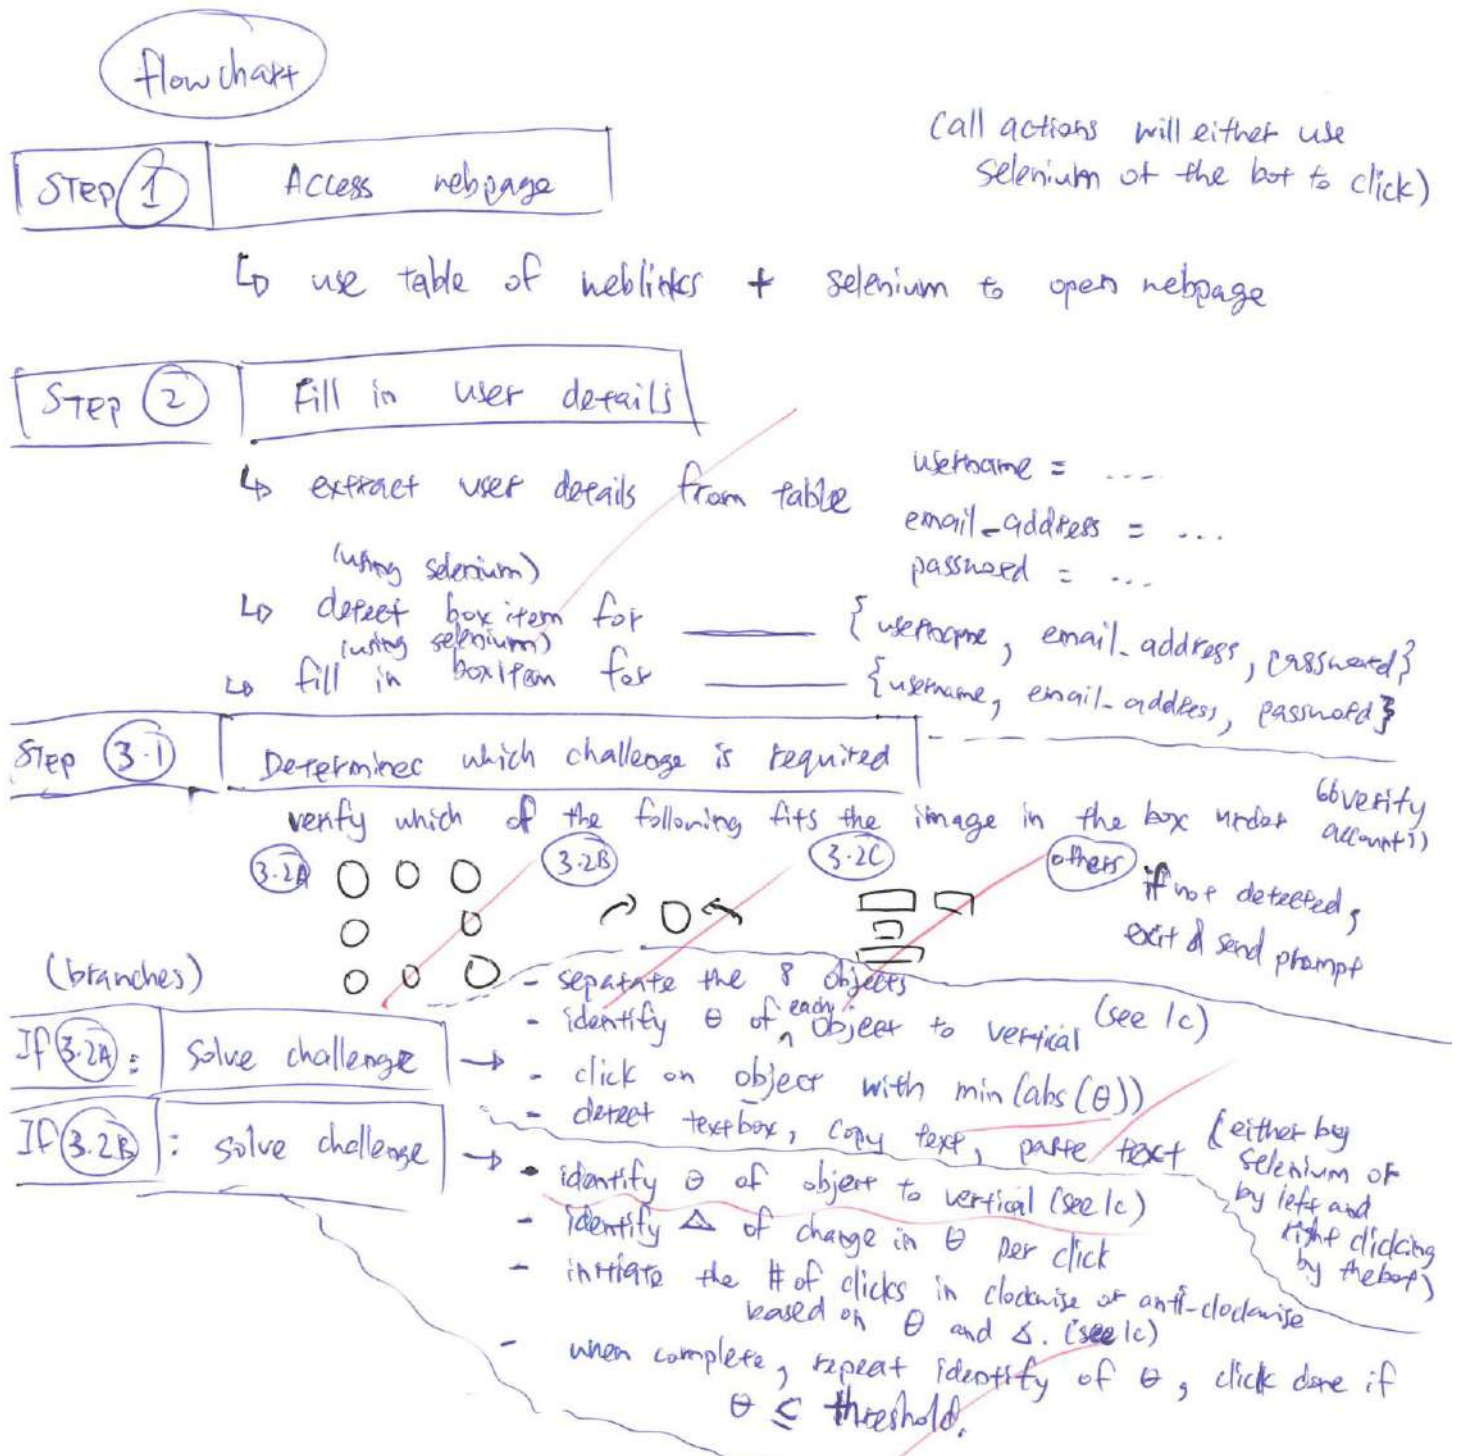 flowchart
(all actions will either use
selenium or the bot to click)
STEP 1 Access webpage
↳ use table of weblinks + selenium to open webpage
STEP 2 Fill in user details
↳ extract user details from table
username = ....
email_address = ...
password = ...
(using selenium)
↳ detect box item for ____ {username, email_address, password}
(using selenium)
↳ fill in box item for ____ {username, email_address, password}
Step 3.1 Determine which challenge is required
verify which of the following fits the image in the box under "verify
account"
3.2A 3.2B 3.2C others
if not detected,
exit & send prompt
(branches)
If 3.2A: Solve challenge →
- separate the 8 objects
- identify θ of each object to vertical (see 1c)
- click on object with min(abs(θ))
- detect textbox, copy text, paste text (either by
selenium or
by left and
right clicking
by the bot)
If 3.2B: solve challenge →
- identify θ of object to vertical (see 1c)
- identify Δ of change in θ per click
- initiate the # of clicks in clockwise or anti-clockwise
based on θ and Δ. (see 1c)
- when complete, repeat identify of θ, click done if
θ ≤ threshold.